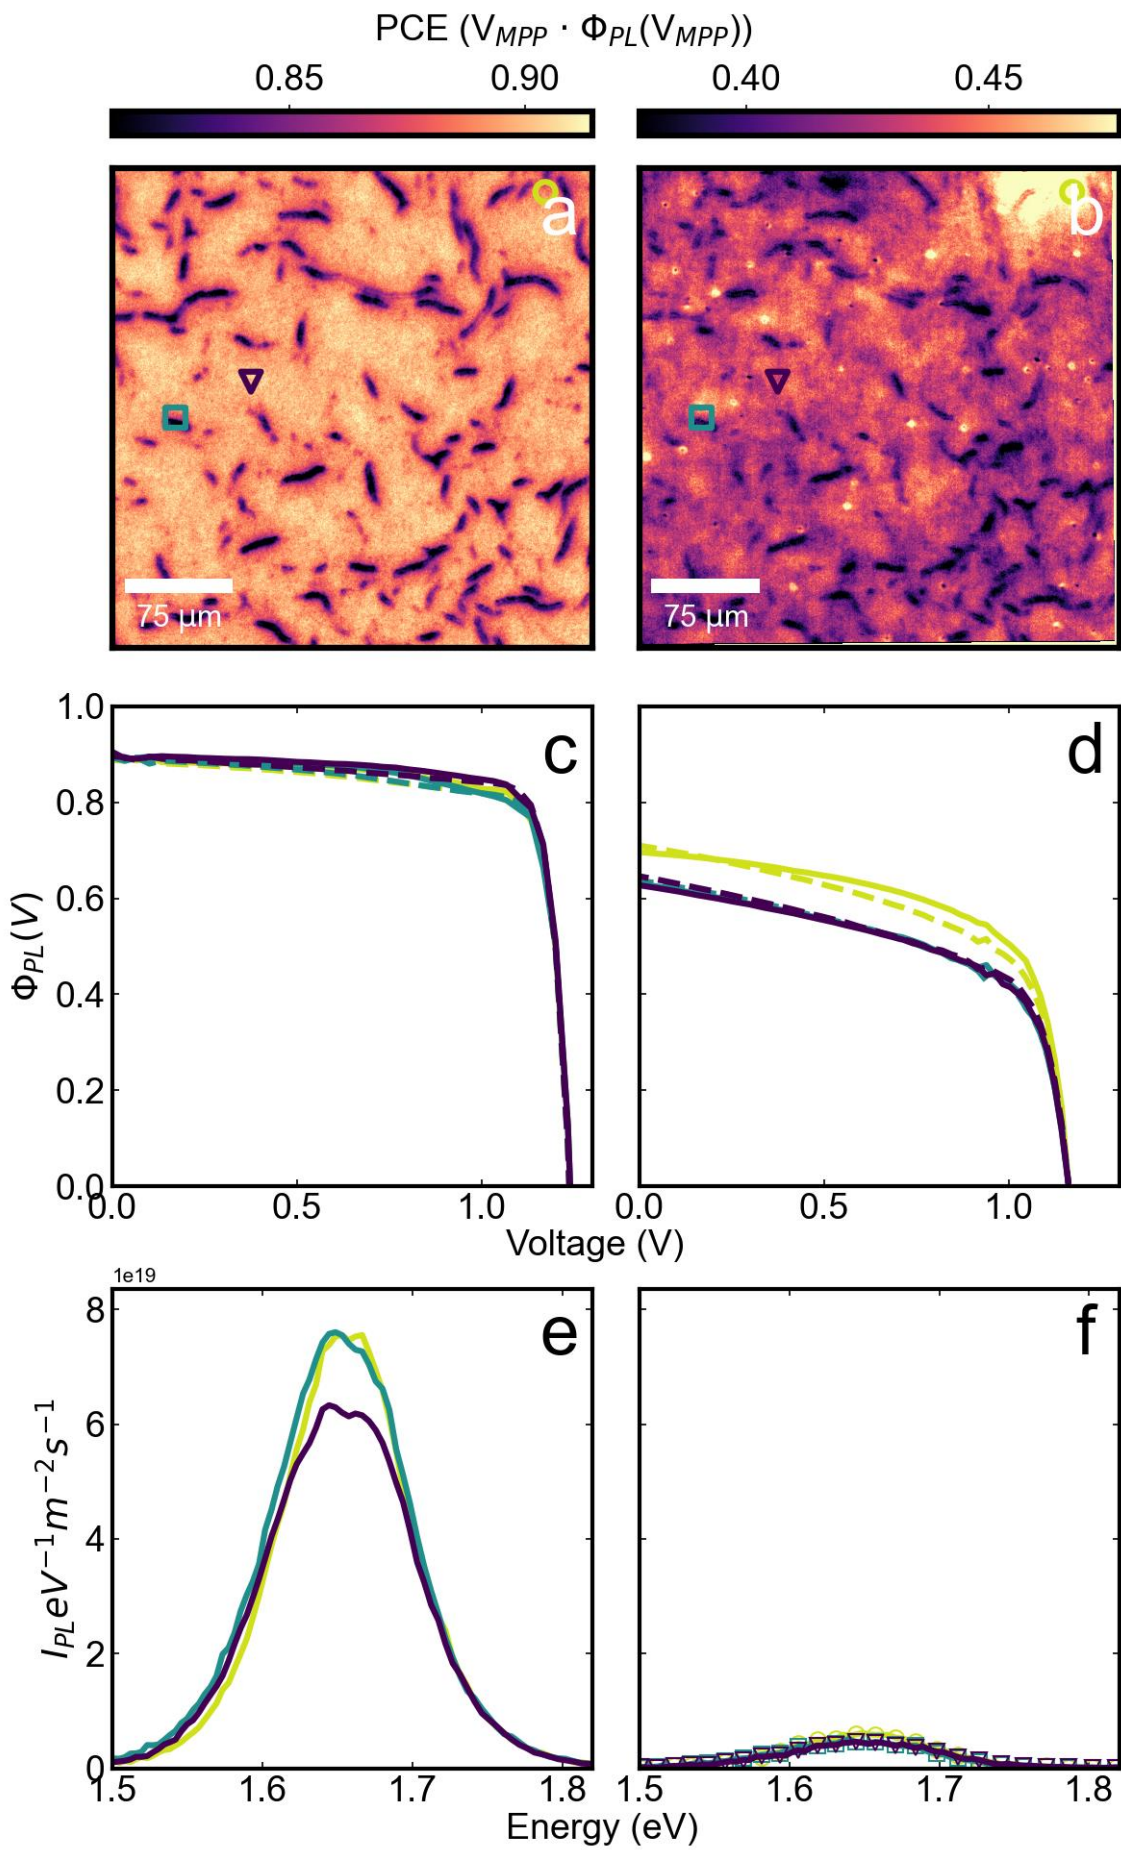 PCE (V_MPP · Φ_PL(V_MPP))
0.85 0.90 0.40 0.45
a b
75 µm 75 µm
1.0
0.8
0.6
0.4
0.2
0.0
c d
Φ_PL(V)
0.0 0.5 1.0 0.0 0.5 1.0
Voltage (V)
1e19
8
6
4
2
0
e f
I_PL eV⁻¹m⁻²s⁻¹
1.5 1.6 1.7 1.8 1.5 1.6 1.7 1.8
Energy (eV)